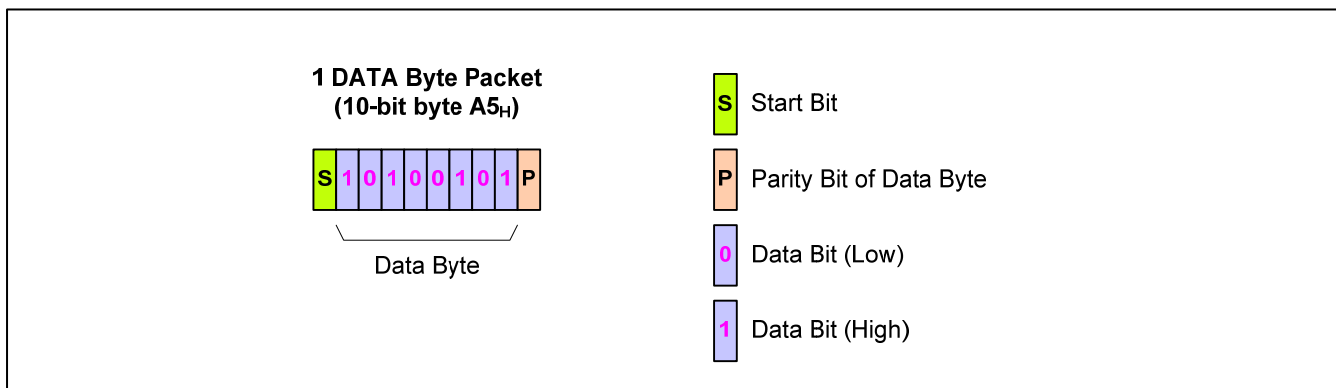 1 DATA Byte Packet
(10-bit byte A5H)
S 1 0 1 0 0 1 0 1 P
Data Byte
S Start Bit
P Parity Bit of Data Byte
0 Data Bit (Low)
1 Data Bit (High)